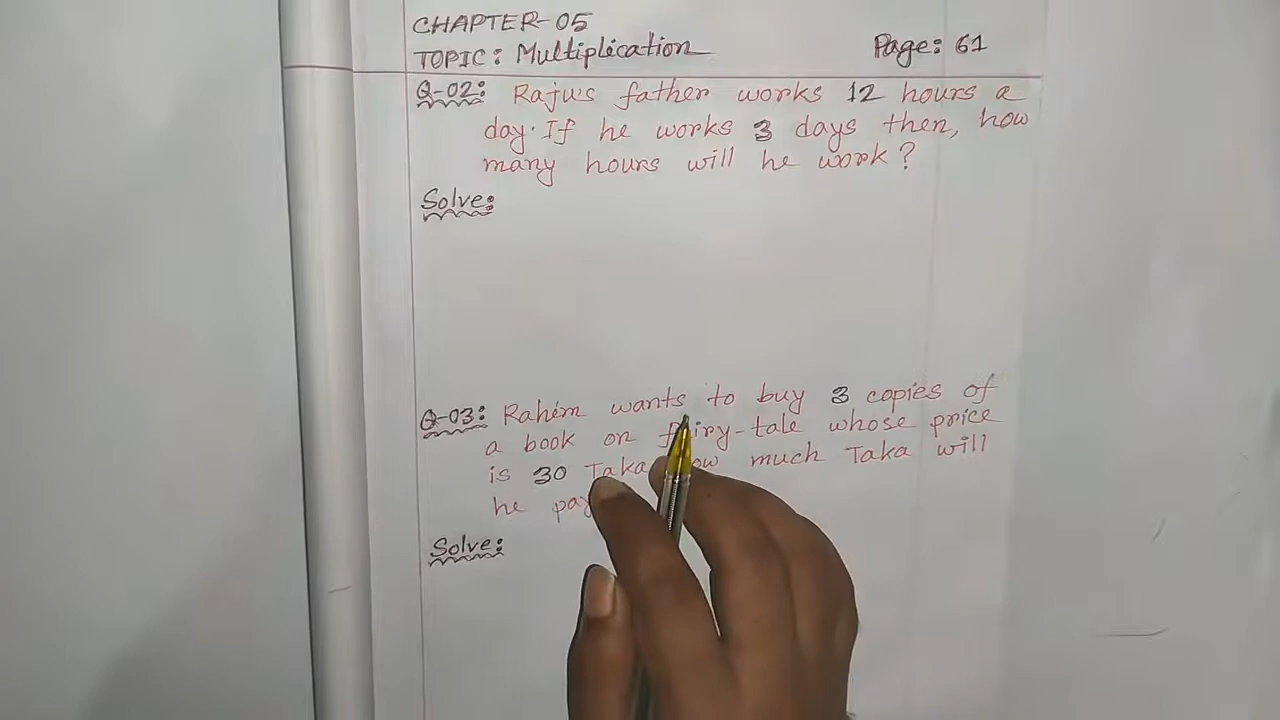 CHAPTER-05
TOPIC: Multiplication Page: 61
Q-02: Raju's father works 12 hours a
day. If he works 3 days then, how
many hours will he work?
Solve:
Q-03: Rahim wants to buy 3 copies of
a book on fairy-tale whose price
is 30 Taka much Taka will
he pay
Solve: